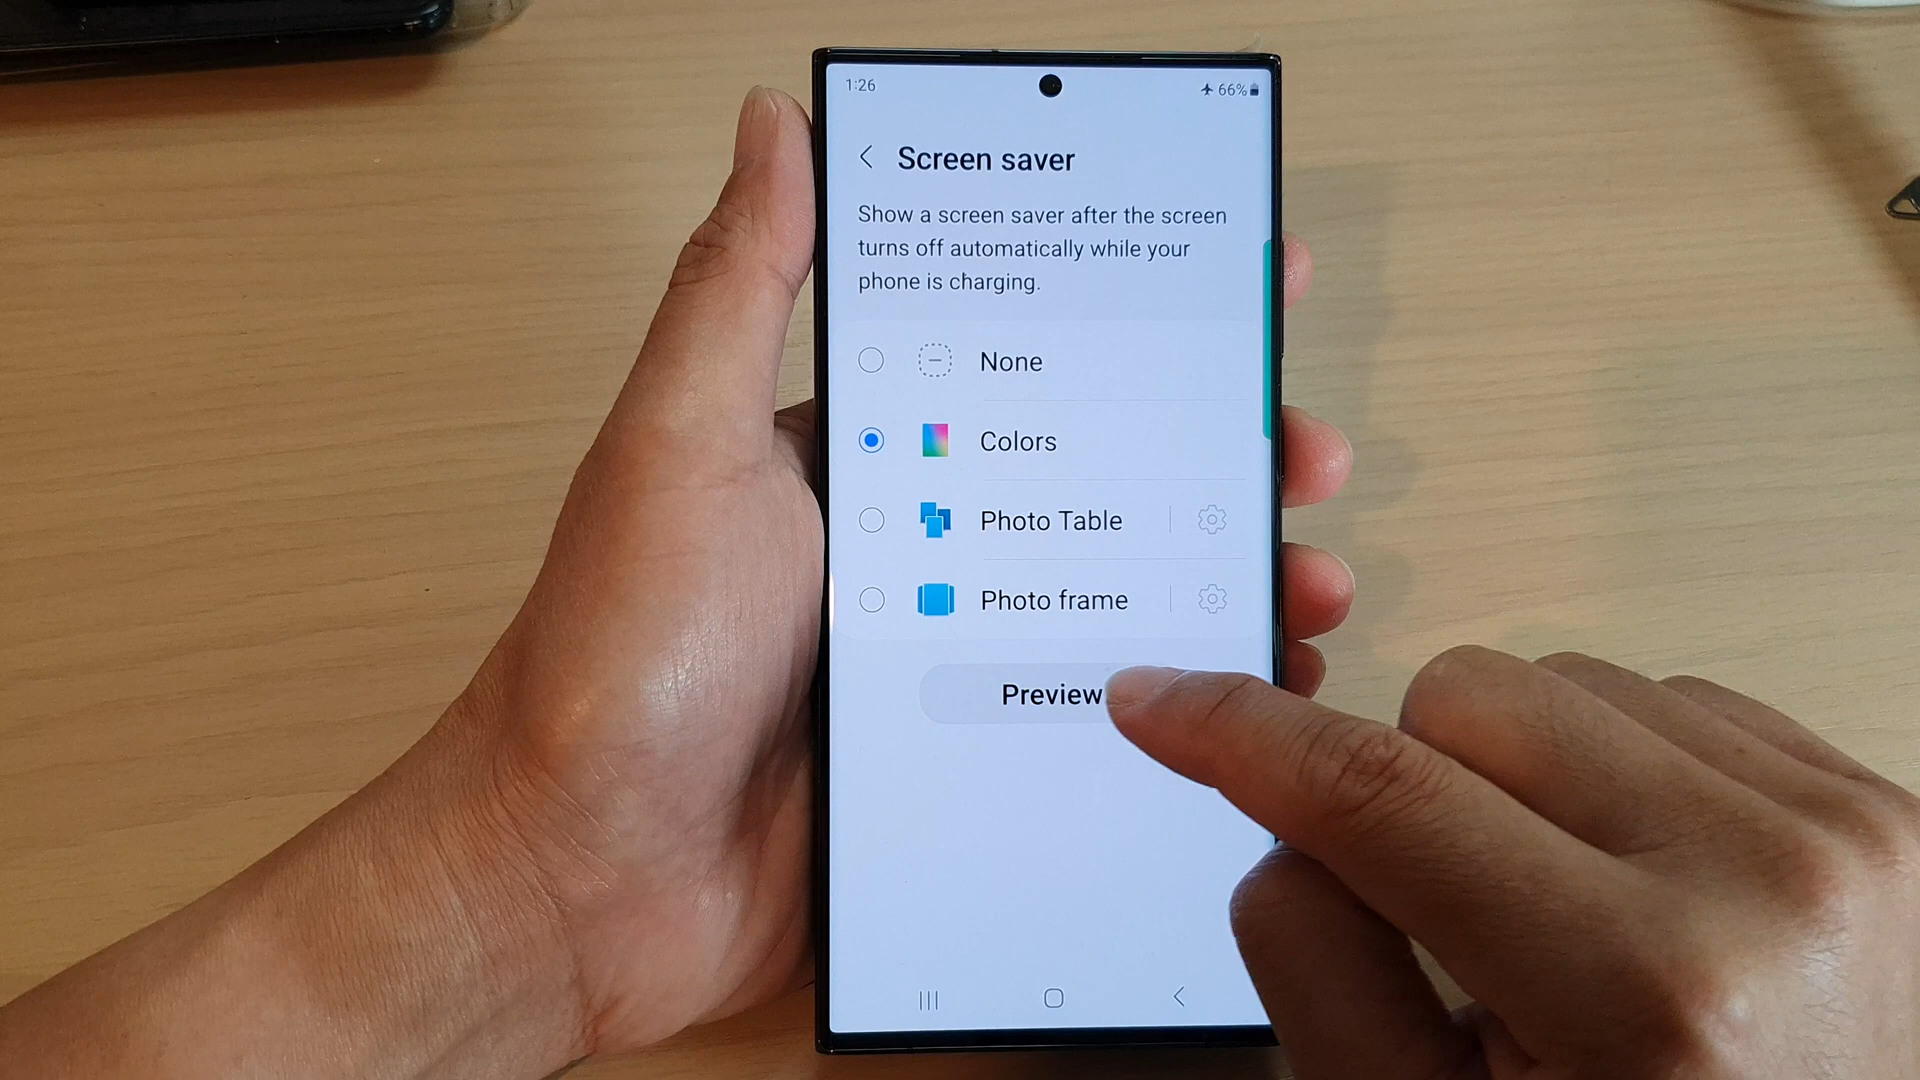 1:26
66%
Screen saver
Show a screen saver after the screen
turns off automatically while your
phone is charging.
None
Colors
Photo Table
Photo frame
Preview